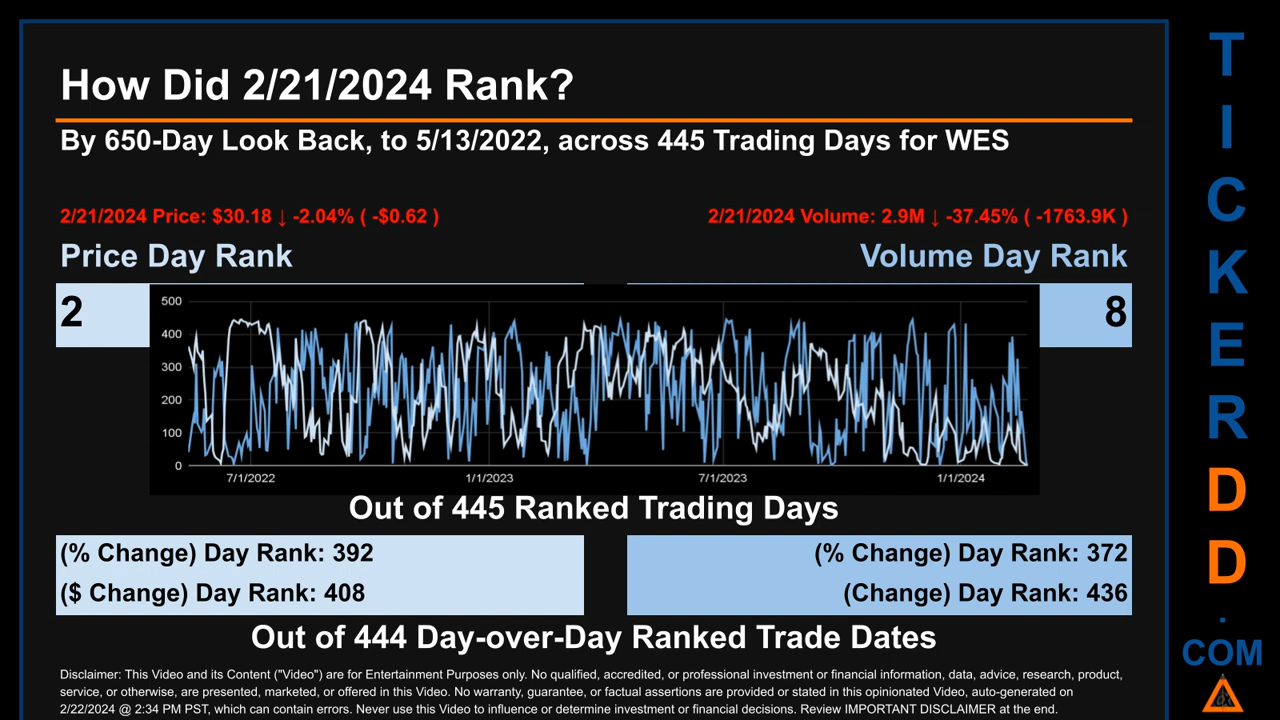 How Did 2/21/2024 Rank?
By 650-Day Look Back, to 5/13/2022, across 445 Trading Days for WES
2/21/2024 Price: $30.18 ↓ -2.04% ( -$0.62 )
2/21/2024 Volume: 2.9M ↓ -37.45% ( -1763.9K )
Price Day Rank
Volume Day Rank
2
8
500
400
300
200
100
0
7/1/2022
1/1/2023
7/1/2023
1/1/2024
Out of 445 Ranked Trading Days
(% Change) Day Rank: 392
($ Change) Day Rank: 408
(% Change) Day Rank: 372
(Change) Day Rank: 436
Out of 444 Day-over-Day Ranked Trade Dates
Disclaimer: This Video and its Content ("Video") are for Entertainment Purposes only. No qualified, accredited, or professional investment or financial information, data, advice, research, product,
service, or otherwise, are presented, marketed, or offered in this Video. No warranty, guarantee, or factual assertions are provided or stated in this opinionated Video, auto-generated on
2/22/2024 @ 2:34 PM PST, which can contain errors. Never use this Video to influence or determine investment or financial decisions. Review IMPORTANT DISCLAIMER at the end.
T
I
C
K
E
R
D
D
.
COM